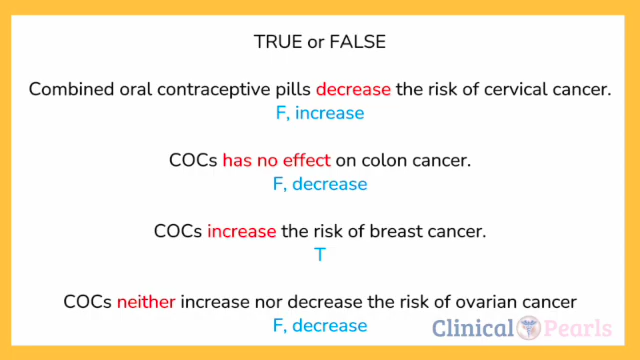 TRUE or FALSE
Combined oral contraceptive pills decrease the risk of cervical cancer.
F, increase
COCs has no effect on colon cancer.
F, decrease
COCs increase the risk of breast cancer.
T
COCs neither increase nor decrease the risk of ovarian cancer
F, decrease
Clinical Pearls